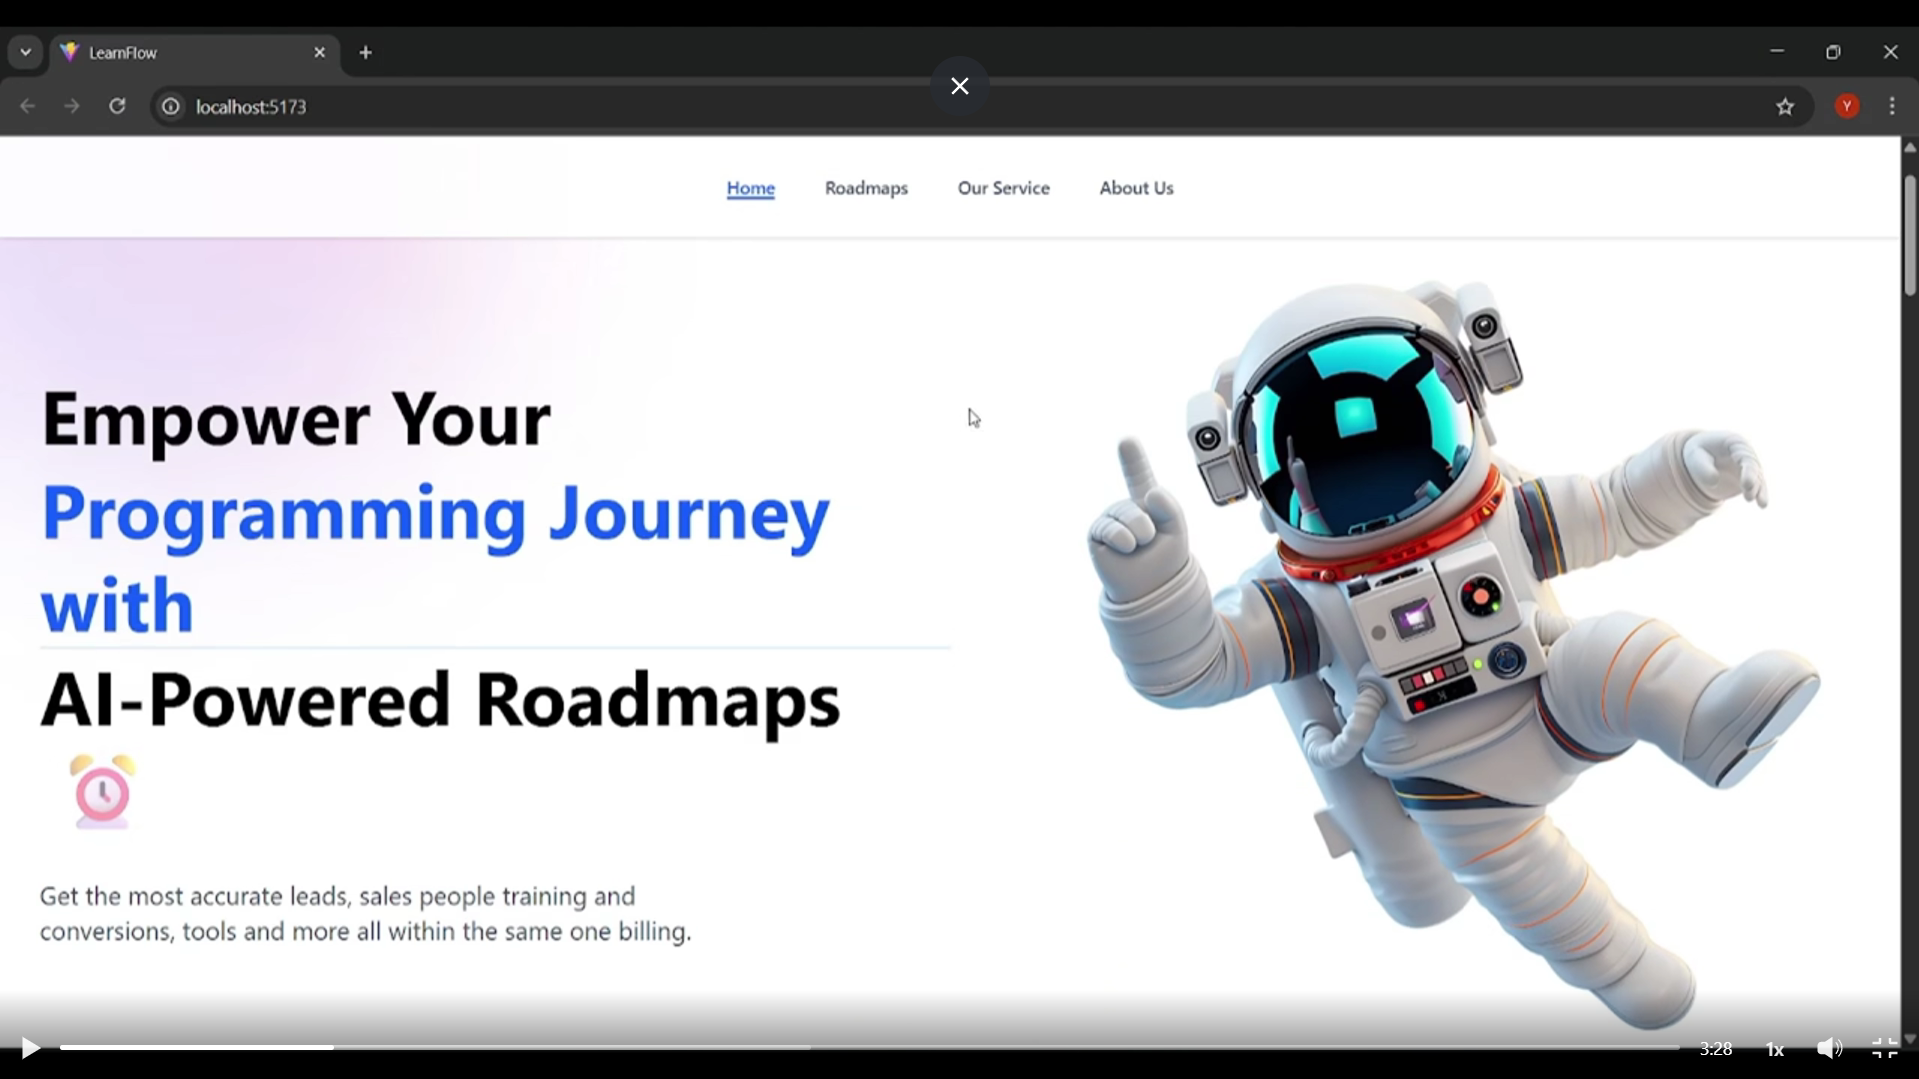 LearnFlow
localhost:5173
Y
Home Roadmaps Our Service About Us
Empower Your
Programming Journey
with
AI-Powered Roadmaps
Get the most accurate leads, sales people training and
conversions, tools and more all within the same one billing.
3:28 1x